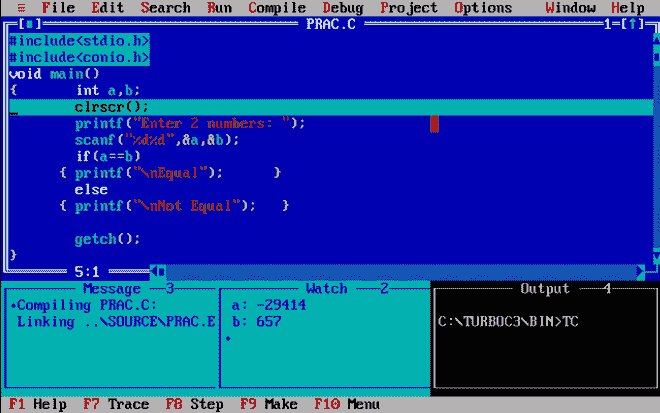 ≡ File Edit Search Run Compile Debug Project Options Window Help
[■] PRAC.C 1 [↑]
#include<stdio.h>
#include<conio.h>
void main()
{ int a,b;
clrscr();
printf("Enter 2 numbers: ");
scanf("%d%d",&a,&b);
if(a==b)
{ printf("\nEqual"); }
else
{ printf("\nNot Equal"); }
getch();
}
5:1
Message 3
•Compiling PRAC.C:
Linking ..\SOURCE\PRAC.E
Watch 2
a: -29414
b: 657
Output 4
C:\TURBOC3\BIN>TC
F1 Help F7 Trace F8 Step F9 Make F10 Menu